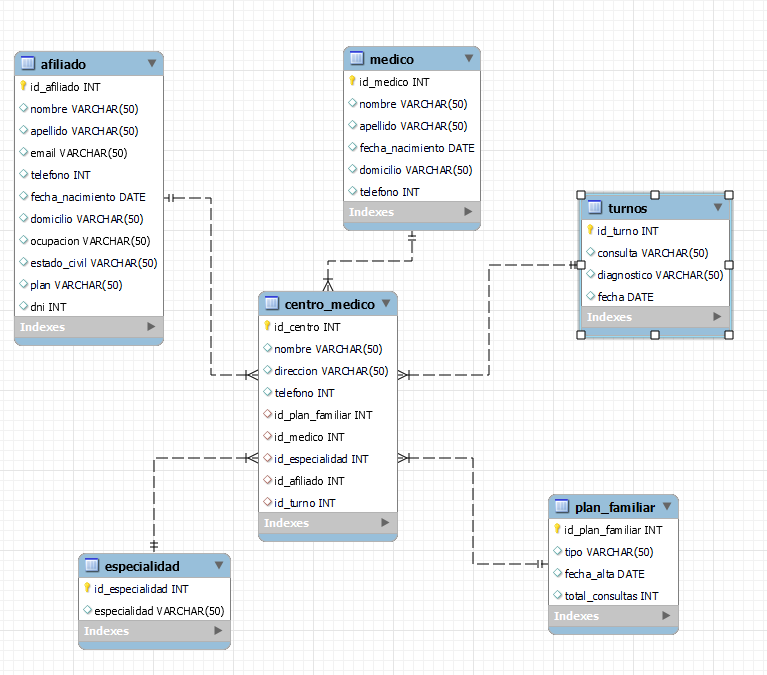 afiliado
id_afiliado INT
nombre VARCHAR(50)
apellido VARCHAR(50)
email VARCHAR(50)
telefono INT
fecha_nacimiento DATE
domicilio VARCHAR(50)
ocupacion VARCHAR(50)
estado_civil VARCHAR(50)
plan VARCHAR(50)
dni INT
Indexes
medico
id_medico INT
nombre VARCHAR(50)
apellido VARCHAR(50)
fecha_nacimiento DATE
domicilio VARCHAR(50)
telefono INT
Indexes
turnos
id_turno INT
consulta VARCHAR(50)
diagnostico VARCHAR(50)
fecha DATE
Indexes
centro_medico
id_centro INT
nombre VARCHAR(50)
direccion VARCHAR(50)
telefono INT
id_plan_familiar INT
id_medico INT
id_especialidad INT
id_afiliado INT
id_turno INT
Indexes
especialidad
id_especialidad INT
especialidad VARCHAR(50)
Indexes
plan_familiar
id_plan_familiar INT
tipo VARCHAR(50)
fecha_alta DATE
total_consultas INT
Indexes